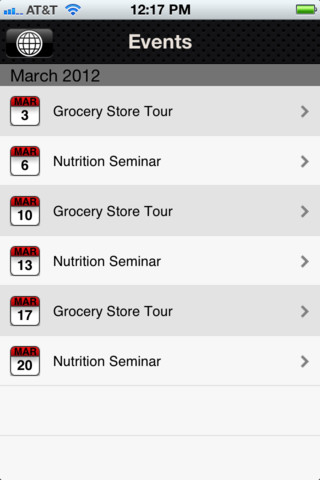 AT&T 12:17 PM
Events
March 2012
MAR
3 Grocery Store Tour
MAR
6 Nutrition Seminar
MAR
10 Grocery Store Tour
MAR
13 Nutrition Seminar
MAR
17 Grocery Store Tour
MAR
20 Nutrition Seminar